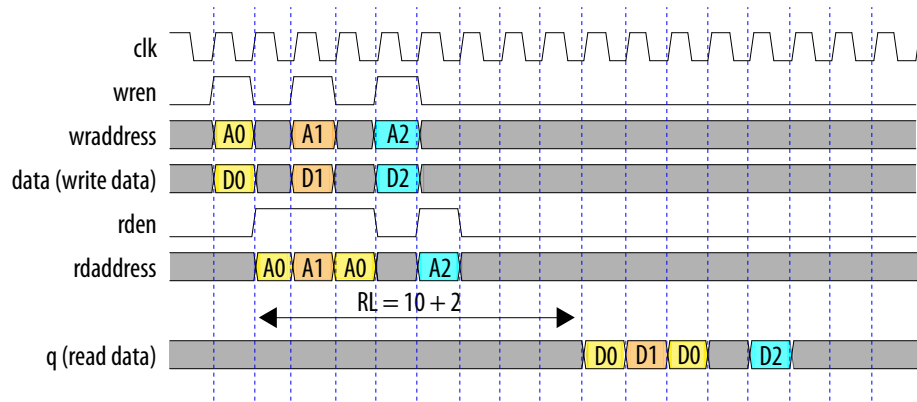 clk
wren
wraddress A0 A1 A2
data (write data) D0 D1 D2
rden
rdaddress A0 A1 A0 A2
RL = 10 + 2
q (read data) D0 D1 D0 D2